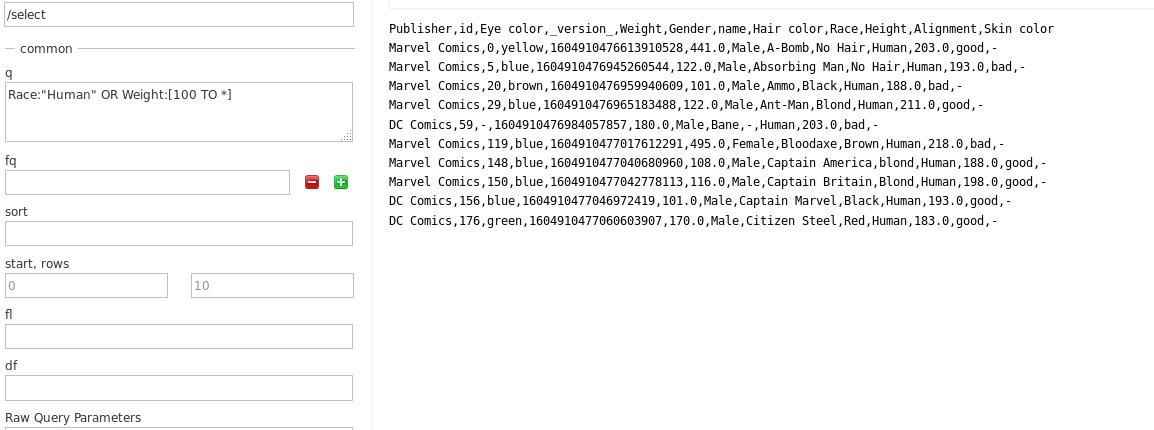 /select
common
q
Race:"Human" OR Weight:[100 TO *]
fq
sort
start, rows
0
10
fl
df
Raw Query Parameters
Publisher,id,Eye color,_version_,Weight,Gender,name,Hair color,Race,Height,Alignment,Skin color
Marvel Comics,0,yellow,1604910476613910528,441.0,Male,A-Bomb,No Hair,Human,203.0,good,-
Marvel Comics,5,blue,1604910476945260544,122.0,Male,Absorbing Man,No Hair,Human,193.0,bad,-
Marvel Comics,20,brown,1604910476959940609,101.0,Male,Ammo,Black,Human,188.0,bad,-
Marvel Comics,29,blue,1604910476965183488,122.0,Male,Ant-Man,Blond,Human,211.0,good,-
DC Comics,59,-,1604910476984057857,180.0,Male,Bane,-,Human,203.0,bad,-
Marvel Comics,119,blue,1604910477017612291,495.0,Female,Bloodaxe,Brown,Human,218.0,bad,-
Marvel Comics,148,blue,1604910477040680960,108.0,Male,Captain America,blond,Human,188.0,good,-
Marvel Comics,150,blue,1604910477042778113,116.0,Male,Captain Britain,Blond,Human,198.0,good,-
DC Comics,156,blue,1604910477046972419,101.0,Male,Captain Marvel,Black,Human,193.0,good,-
DC Comics,176,green,1604910477060603907,170.0,Male,Citizen Steel,Red,Human,183.0,good,-